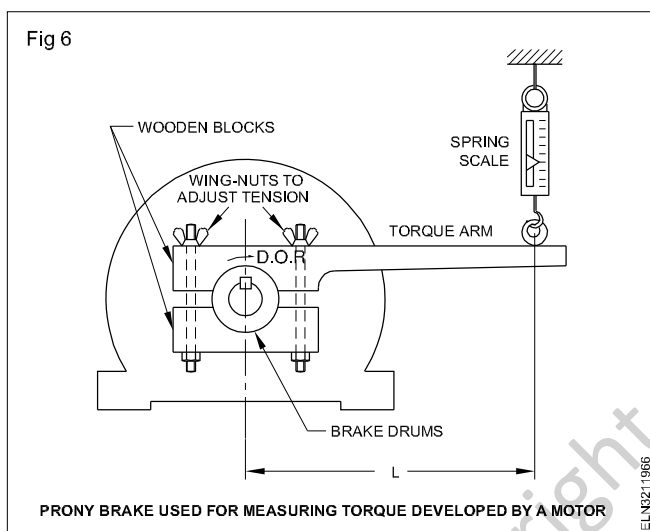 Fig 6
WOODEN BLOCKS
SPRING
SCALE
WING-NUTS TO
ADJUST TENSION
TORQUE ARM
D.O.R
BRAKE DRUMS
L
PRONY BRAKE USED FOR MEASURING TORQUE DEVELOPED BY A MOTOR
ELN3211966
right